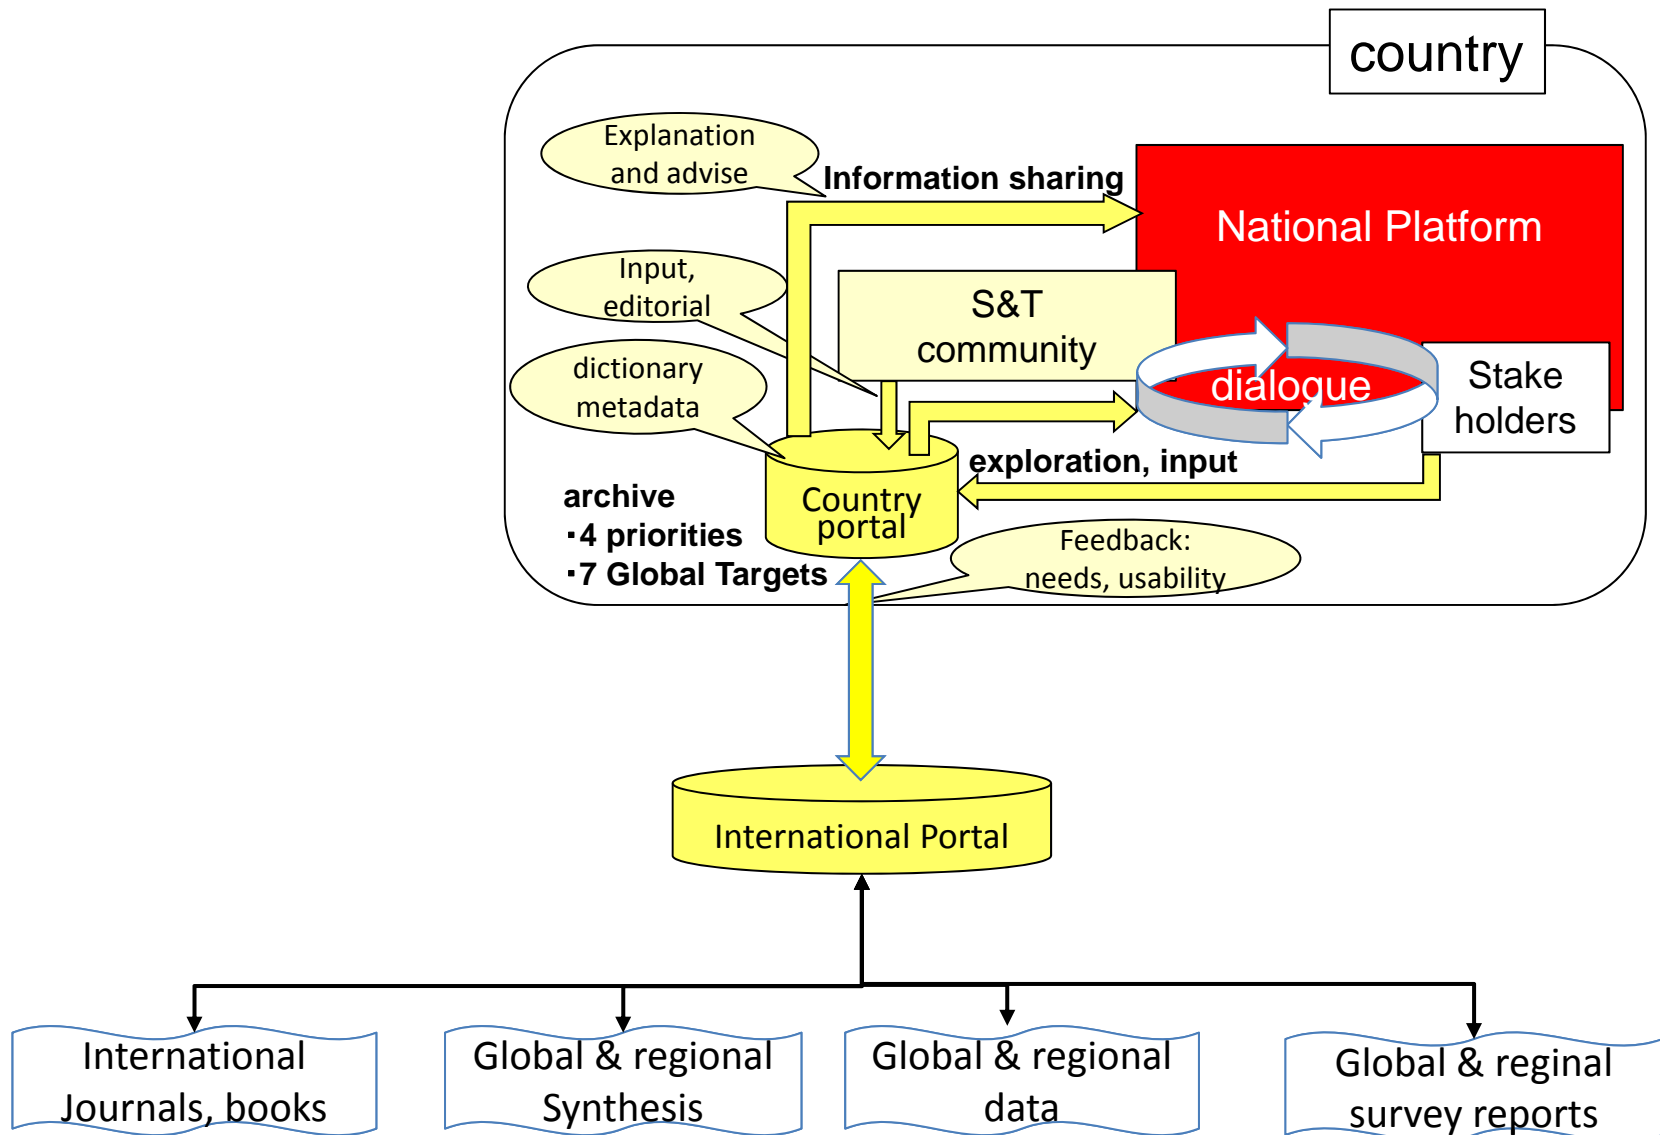 country
Explanation
and advise
Information sharing
National Platform
Input,
editorial
S&T
community
dictionary
metadata
dialogue
Stake
holders
exploration, input
archive
▪4 priorities
▪7 Global Targets
Country
portal
Feedback:
needs, usability
International Portal
International
Journals, books
Global & regional
Synthesis
Global & regional
data
Global & reginal
survey reports